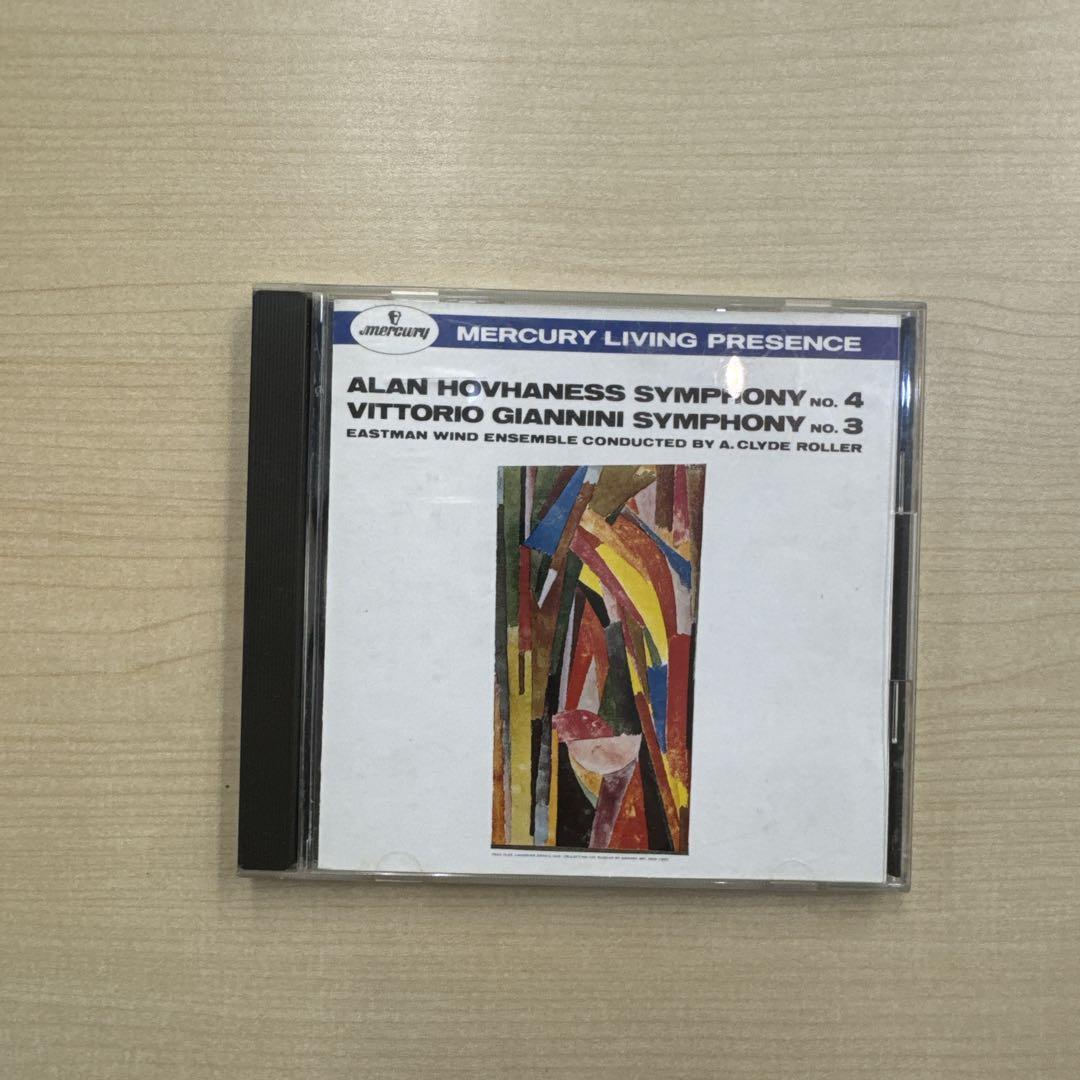 mercury
MERCURY LIVING PRESENCE
ALAN HOVHANESS SYMPHONY NO. 4
VITTORIO GIANNINI SYMPHONY NO. 3
EASTMAN WIND ENSEMBLE CONDUCTED BY A. CLYDE ROLLER